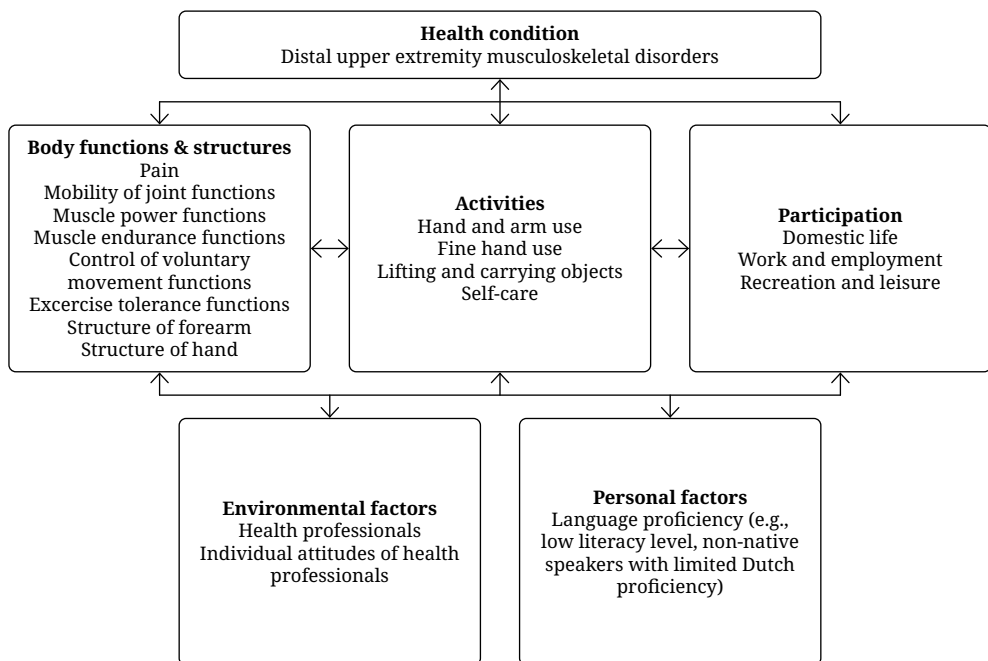 Health condition
Distal upper extremity musculoskeletal disorders
Body functions & structures
Pain
Mobility of joint functions
Muscle power functions
Muscle endurance functions
Control of voluntary
movement functions
Excercise tolerance functions
Structure of forearm
Structure of hand
Activities
Hand and arm use
Fine hand use
Lifting and carrying objects
Self-care
Participation
Domestic life
Work and employment
Recreation and leisure
Environmental factors
Health professionals
Individual attitudes of health
professionals
Personal factors
Language proficiency (e.g.,
low literacy level, non-native
speakers with limited Dutch
proficiency)